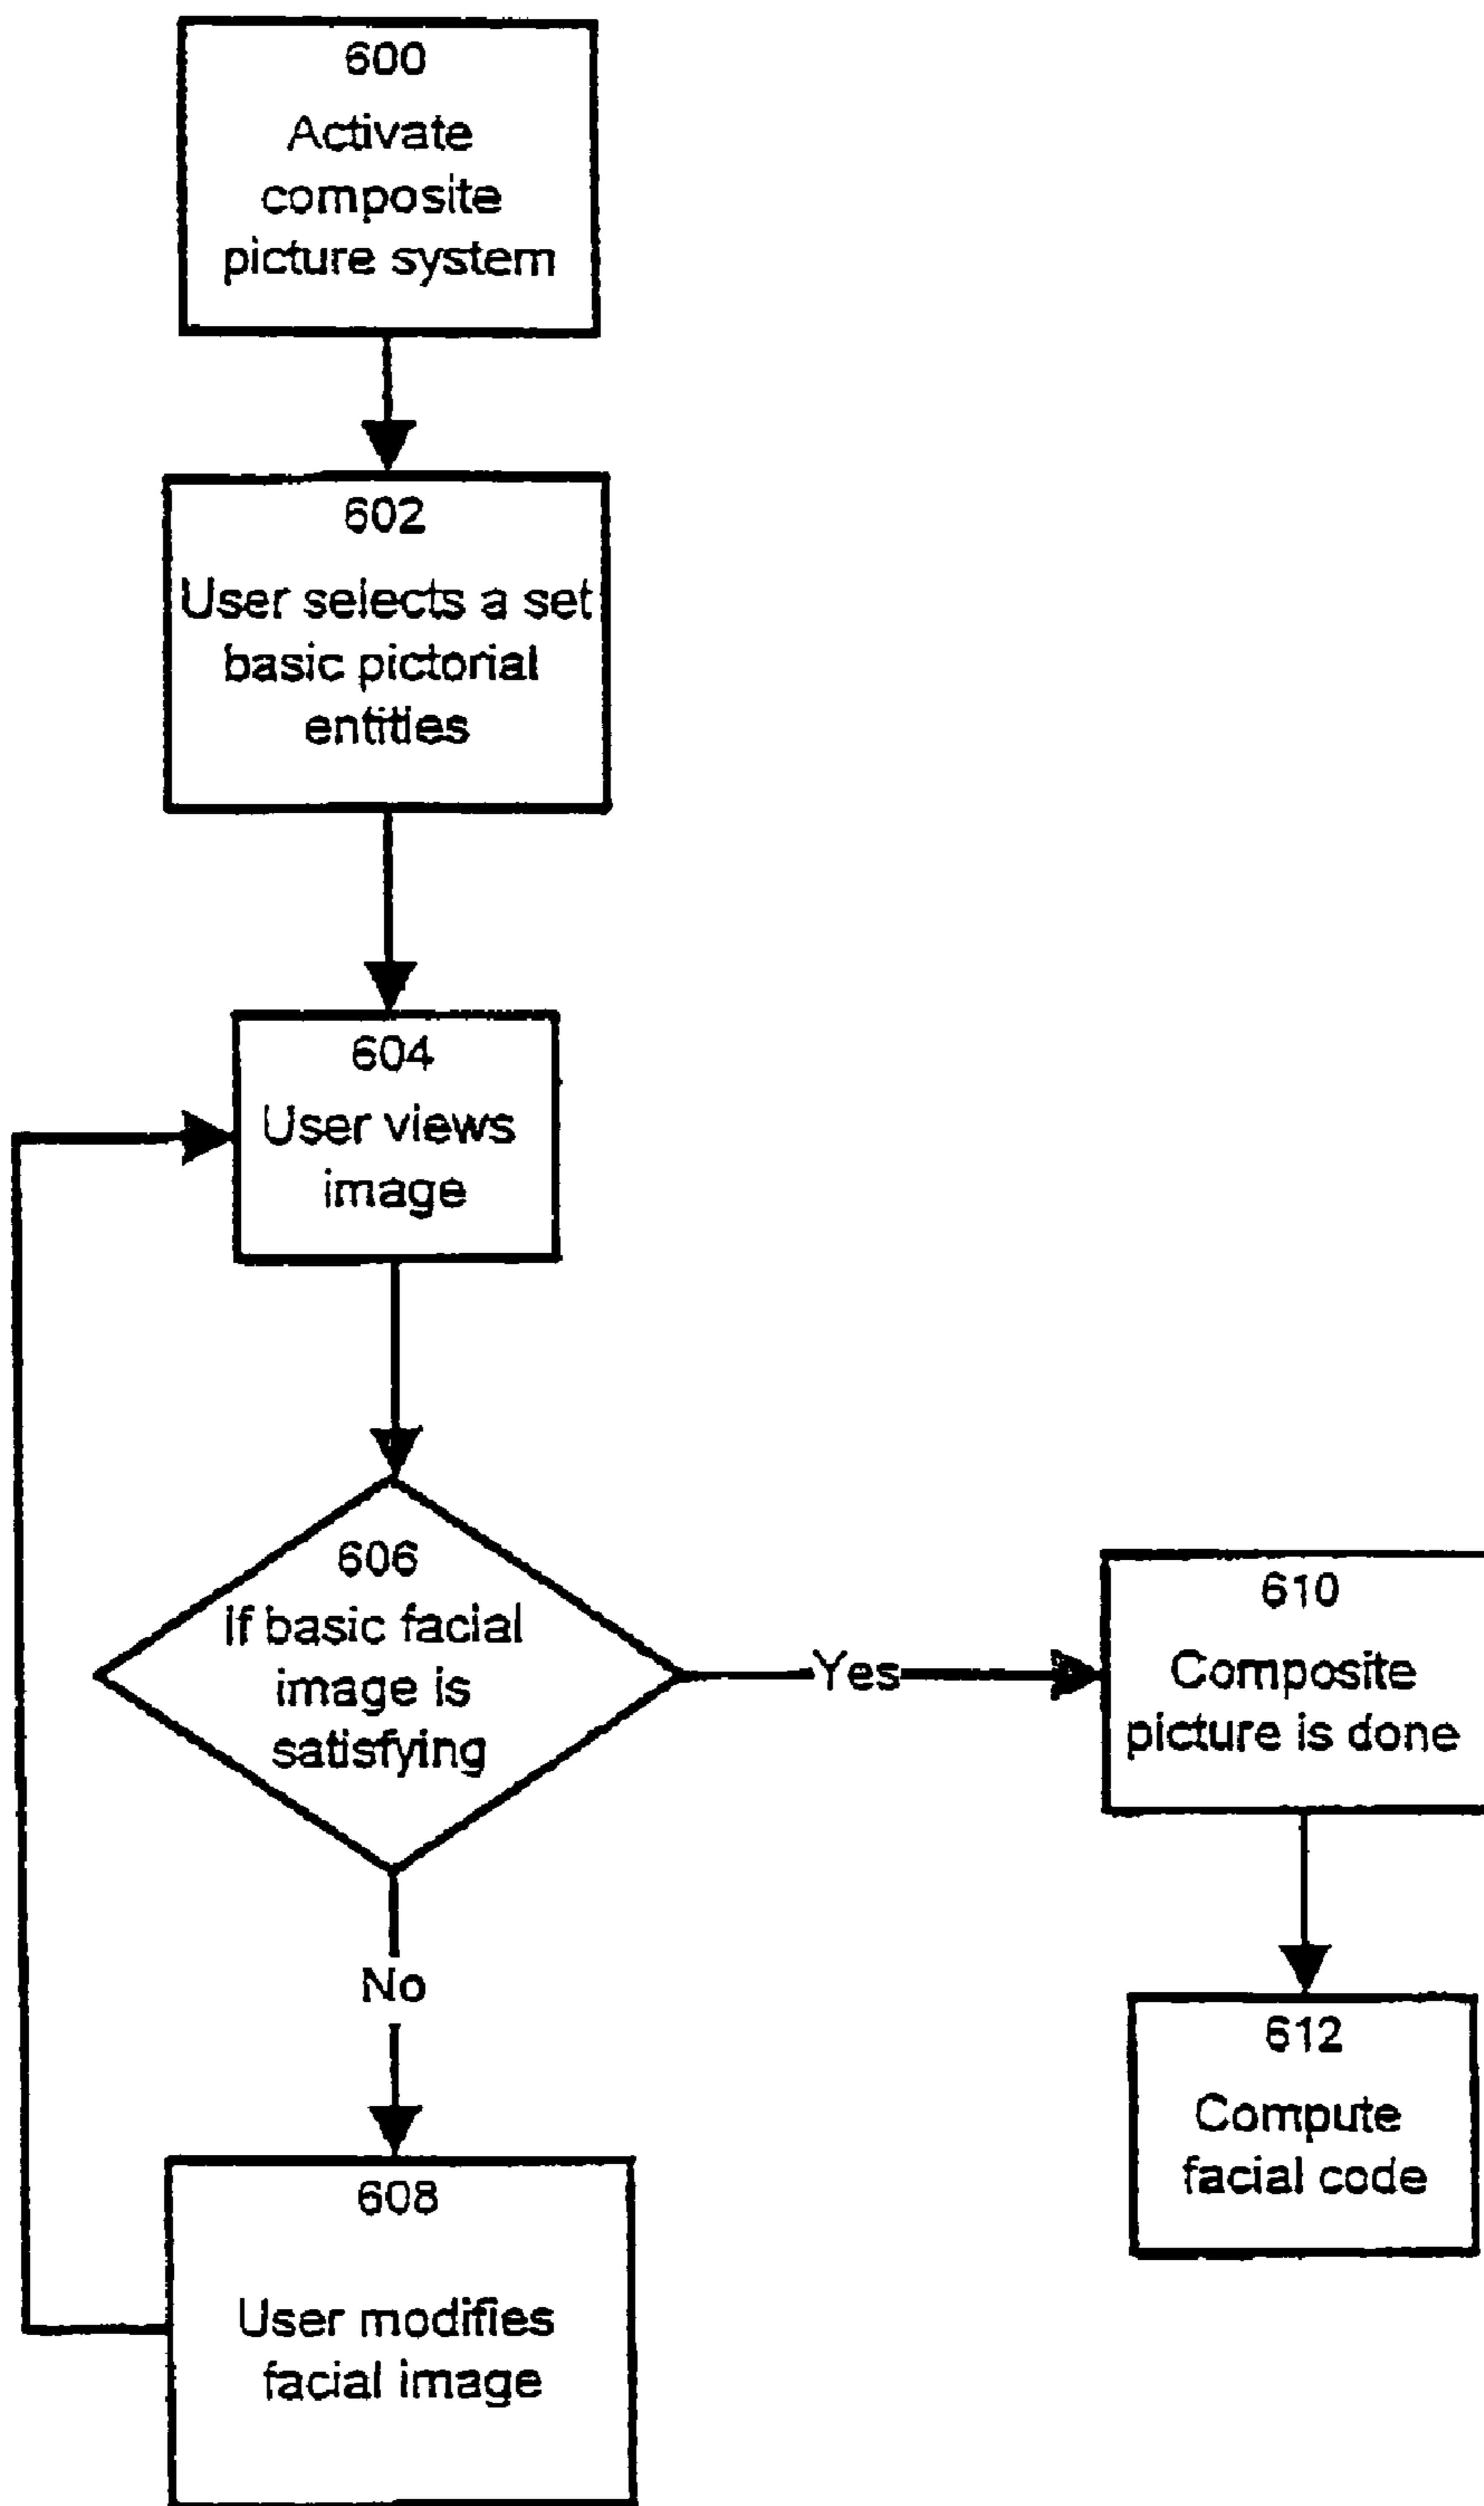 600
Activate
composite
picture system
602
User selects a set
basic pictorial
entities
604
User views
image
606
If basic facial
image is
satisfying
Yes
No
608
User modifies
facial image
610
Composite
picture is done
612
Compute
facial code